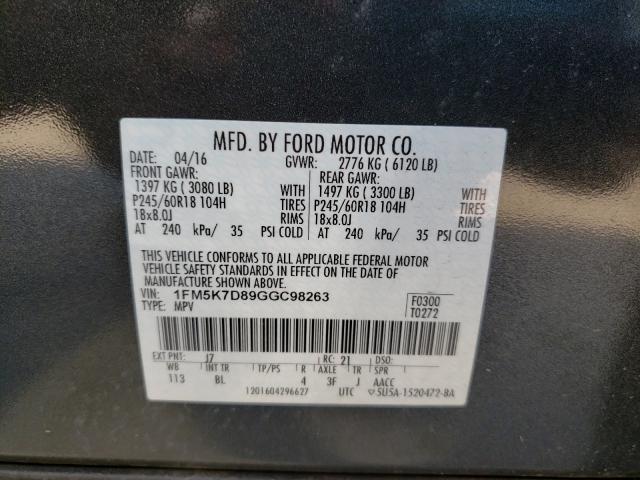 MFD. BY FORD MOTOR CO.
DATE: 04/16 GVWR: 2776 KG ( 6120 LB)
FRONT GAWR: REAR GAWR:
1397 KG ( 3080 LB) WITH 1497 KG ( 3300 LB) WITH
P245/60R18 104H TIRES P245/60R18 104H TIRES
18x8.0J RIMS 18x8.0J RIMS
AT 240 kPa/ 35 PSI COLD AT 240 kPa/ 35 PSI COLD
THIS VEHICLE CONFORMS TO ALL APPLICABLE FEDERAL MOTOR
VEHICLE SAFETY STANDARDS IN EFFECT ON THE DATE OF
MANUFACTURE SHOWN ABOVE.
VIN: 1FM5K7D89GGC98263 F0300
TYPE: MPV T0272
EXT PNT: J7 RC: 21 DSO:
WB INT TR TP/PS R AXLE TR SPR
113 BL 4 3F J AACC
1201604296627 UTC 5U5A-1520472-BA